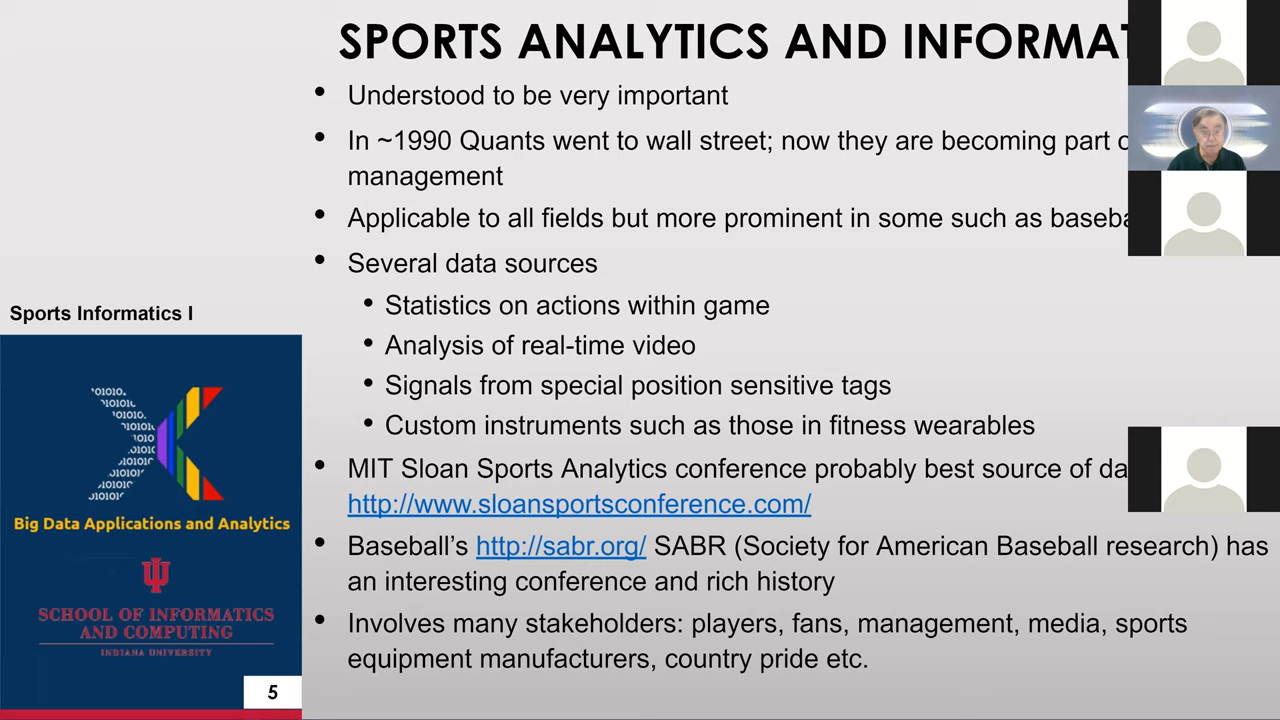 SPORTS ANALYTICS AND INFORMAT
• Understood to be very important
• In ~1990 Quants went to wall street; now they are becoming part
management
• Applicable to all fields but more prominent in some such as baseba
• Several data sources
• Statistics on actions within game
• Analysis of real-time video
• Signals from special position sensitive tags
• Custom instruments such as those in fitness wearables
• MIT Sloan Sports Analytics conference probably best source of da
http://www.sloansportsconference.com/
• Baseball’s http://sabr.org/ SABR (Society for American Baseball research) has
an interesting conference and rich history
• Involves many stakeholders: players, fans, management, media, sports
equipment manufacturers, country pride etc.
Sports Informatics I
Big Data Applications and Analytics
SCHOOL OF INFORMATICS
AND COMPUTING
INDIANA UNIVERSITY
5